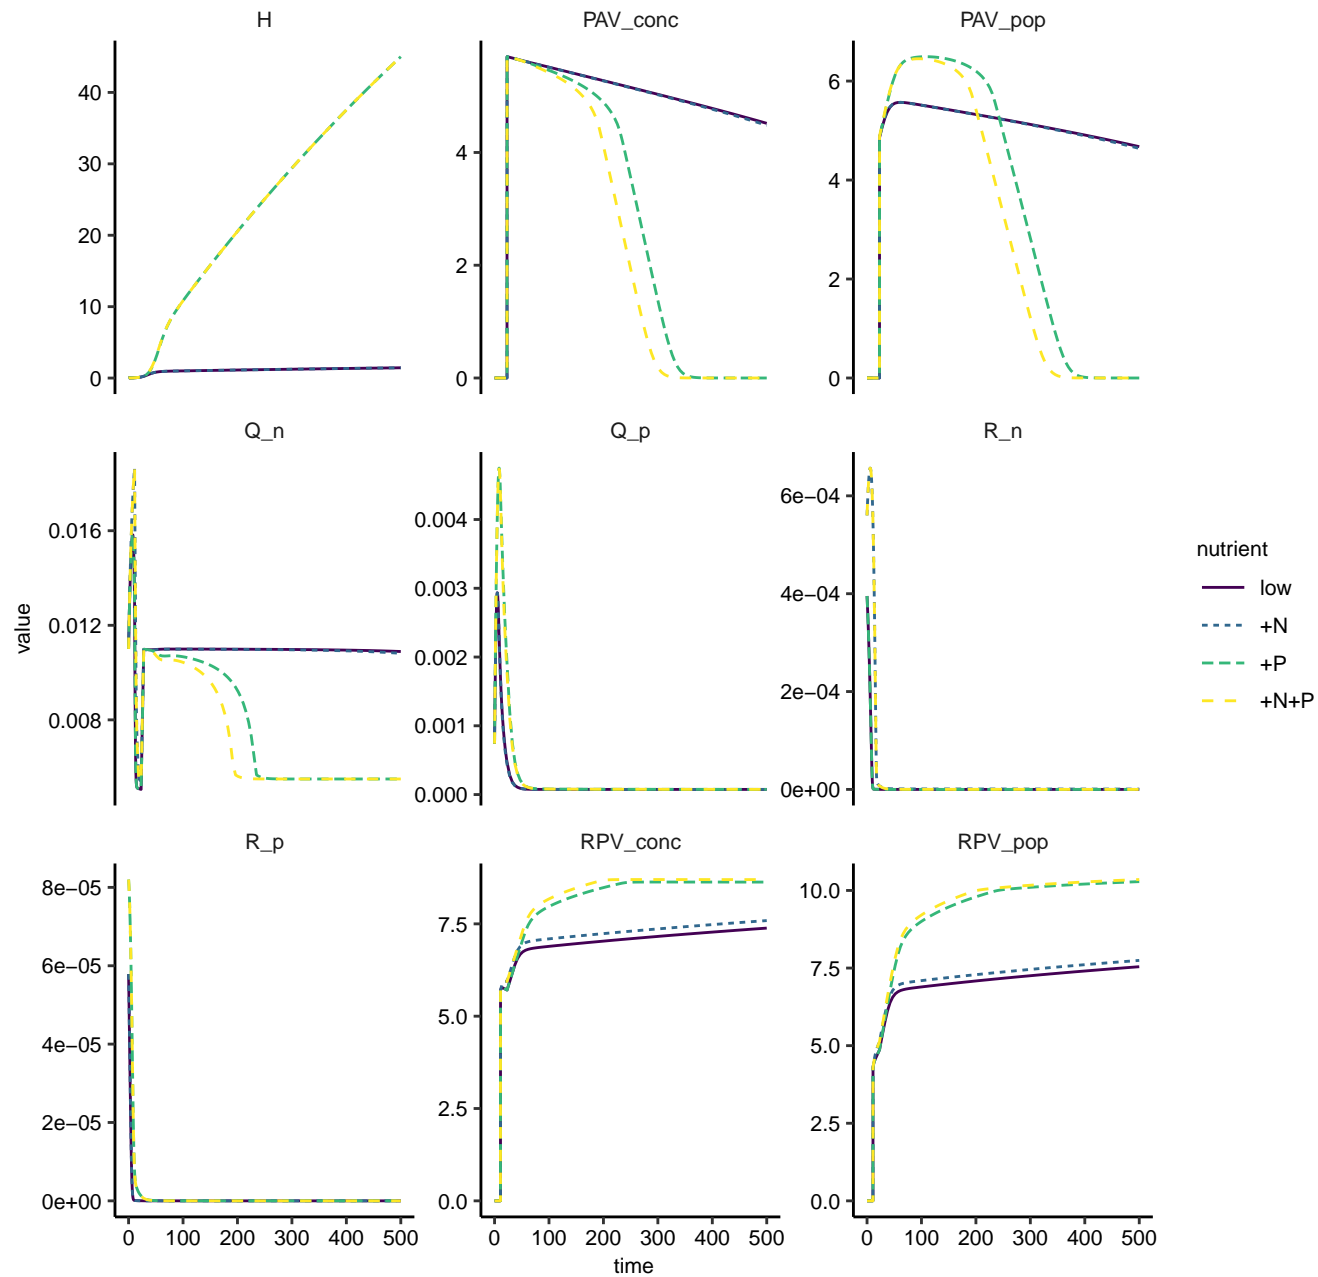 H
PAV_conc
PAV_pop
40
30
20
10
0
4
2
0
6
4
2
0
Q_n
Q_p
R_n
0.016
0.012
0.008
0.004
0.003
0.002
0.001
0.000
6e−04
4e−04
2e−04
0e+00
value
R_p
RPV_conc
RPV_pop
8e−05
6e−05
4e−05
2e−05
0e+00
7.5
5.0
2.5
0.0
10.0
7.5
5.0
2.5
0.0
0 100 200 300 400 500
0 100 200 300 400 500
0 100 200 300 400 500
time
nutrient
low
+N
+P
+N+P